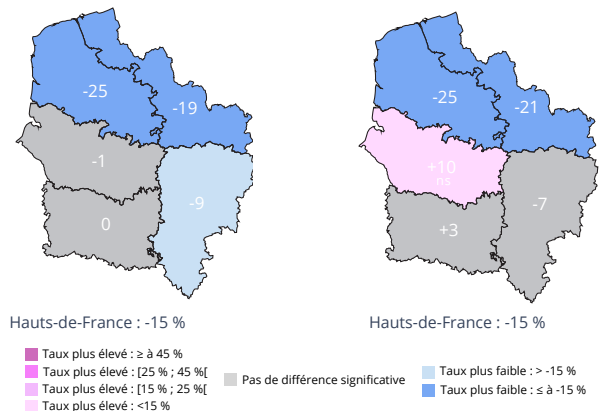 -25
-19
-1
-9
0
Hauts-de-France : -15 %
-25
-21
+10
ns
-7
+3
Hauts-de-France : -15 %
Taux plus élevé : ≥ à 45 %
Taux plus élevé : [25 % ; 45 %[
Taux plus élevé : [15 % ; 25%[
Taux plus élevé : <15 %
Pas de différence significative
Taux plus faible : > -15 %
Taux plus faible : ≤ à -15 %